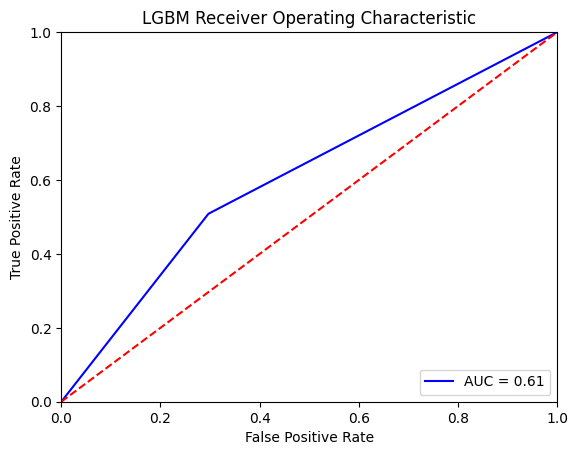 LGBM Receiver Operating Characteristic
1.0
0.8
0.6
0.4
0.2
0.0
True Positive Rate
AUC = 0.61
0.0 0.2 0.4 0.6 0.8 1.0
False Positive Rate